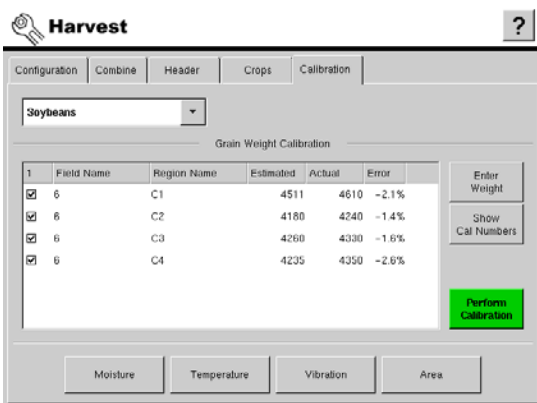 Harvest
?
Configuration Combine Header Crops Calibration
Soybeans
Grain Weight Calibration
1 Field Name Region Name Estimated Actual Error
6 C1 4511 4610 -2.1%
6 C2 4180 4240 -1.4%
6 C3 4260 4330 -1.6%
6 C4 4235 4350 -2.6%
Enter
Weight
Show
Cal Numbers
Perform
Calibration
Moisture Temperature Vibration Area